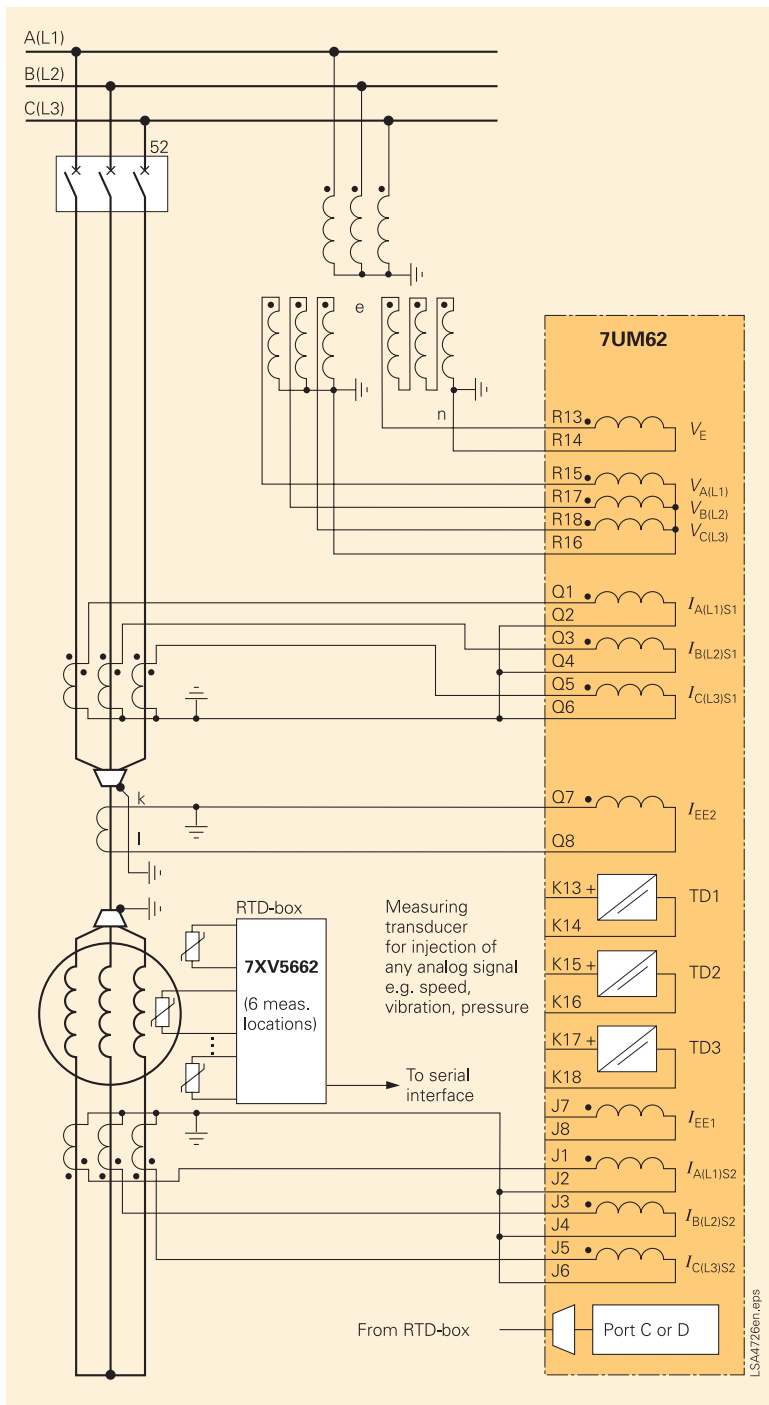 A(L1)
B(L2)
C(L3)
52
e
n
7UM62
R13
R14
VE
R15
R17
R18
R16
VA(L1)
VB(L2)
VC(L3)
Q1
Q2
IA(L1)S1
Q3
Q4
IB(L2)S1
Q5
Q6
IC(L3)S1
k
l
Q7
Q8
IEE2
K13 +
K14
TD1
K15 +
K16
TD2
K17 +
K18
TD3
RTD-box
7XV5662
(6 meas.
locations)
Measuring
transducer
for injection of
any analog signal
e.g. speed,
vibration, pressure
To serial
interface
J7
J8
IEE1
J1
J2
IA(L1)S2
J3
J4
IB(L2)S2
J5
J6
IC(L3)S2
From RTD-box
Port C or D
LSA4726en.eps